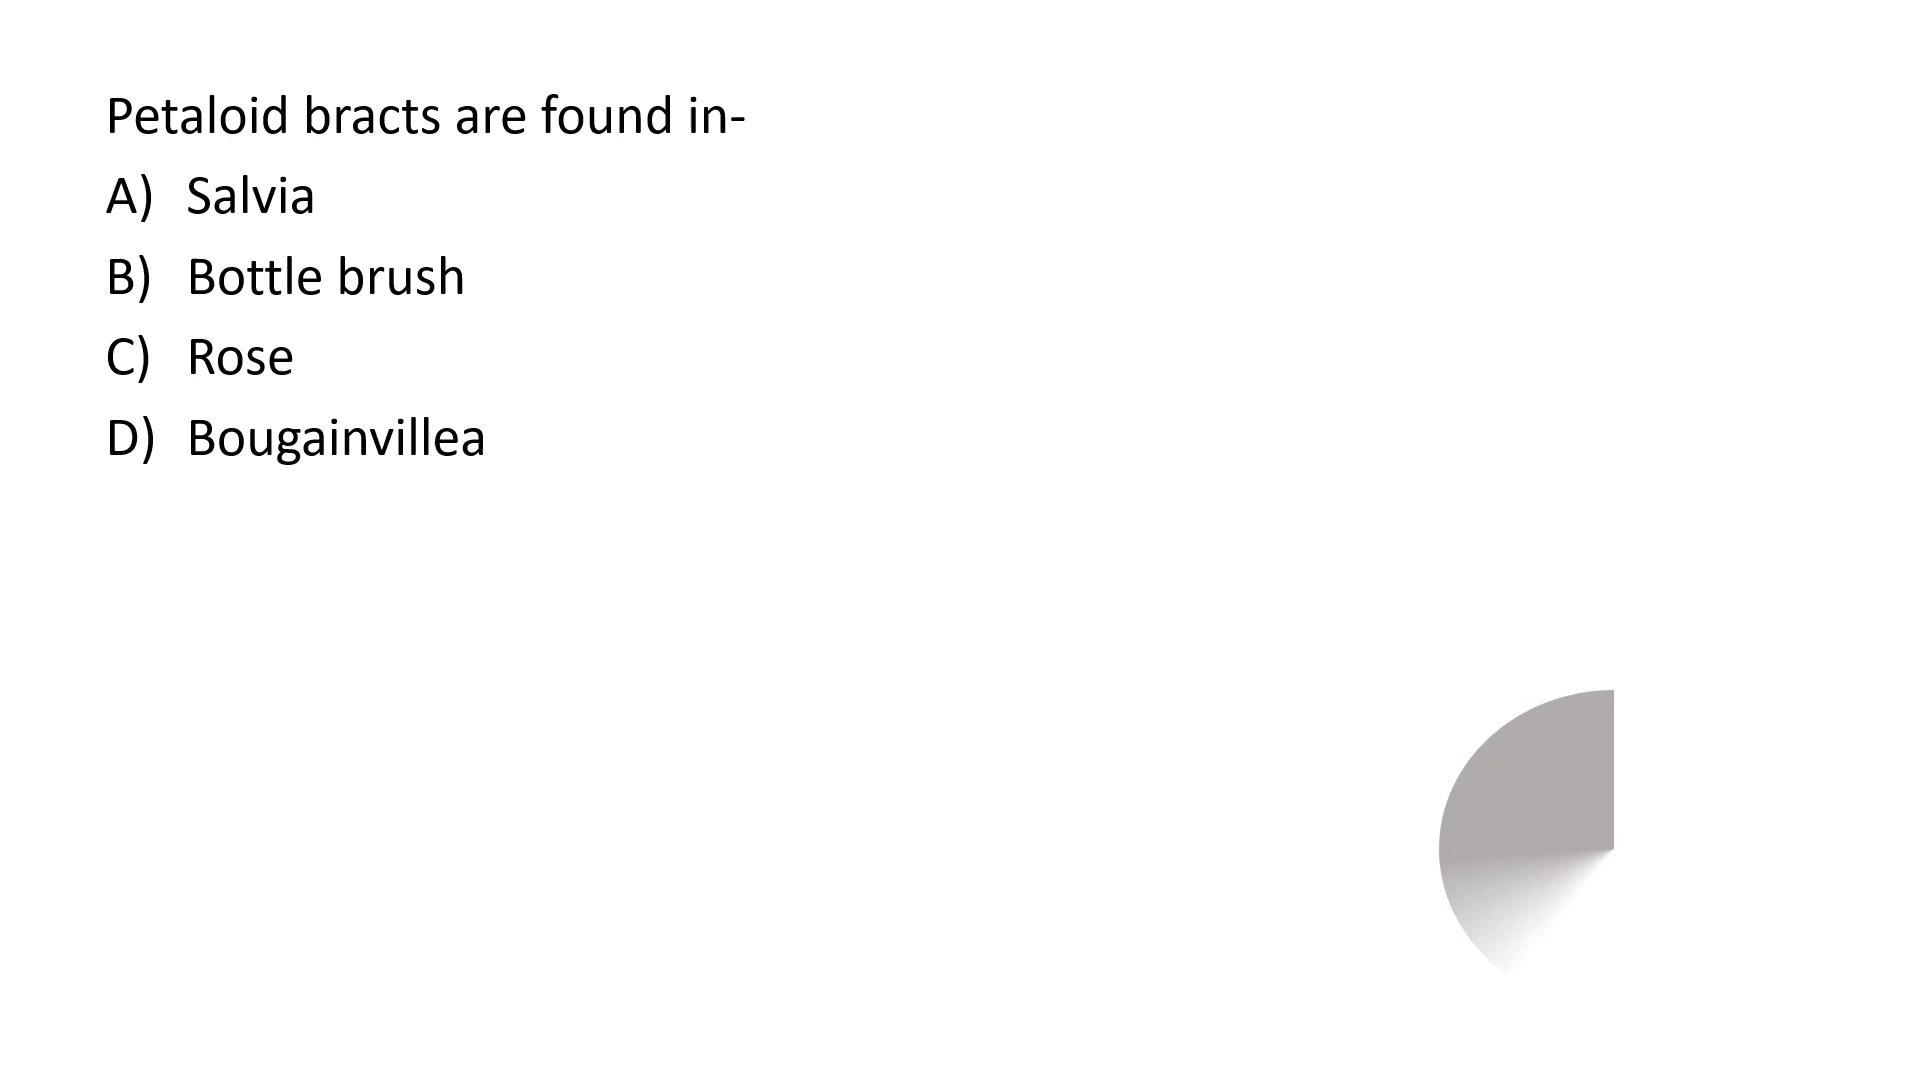 Petaloid bracts are found in-
A) Salvia
B) Bottle brush
C) Rose
D) Bougainvillea